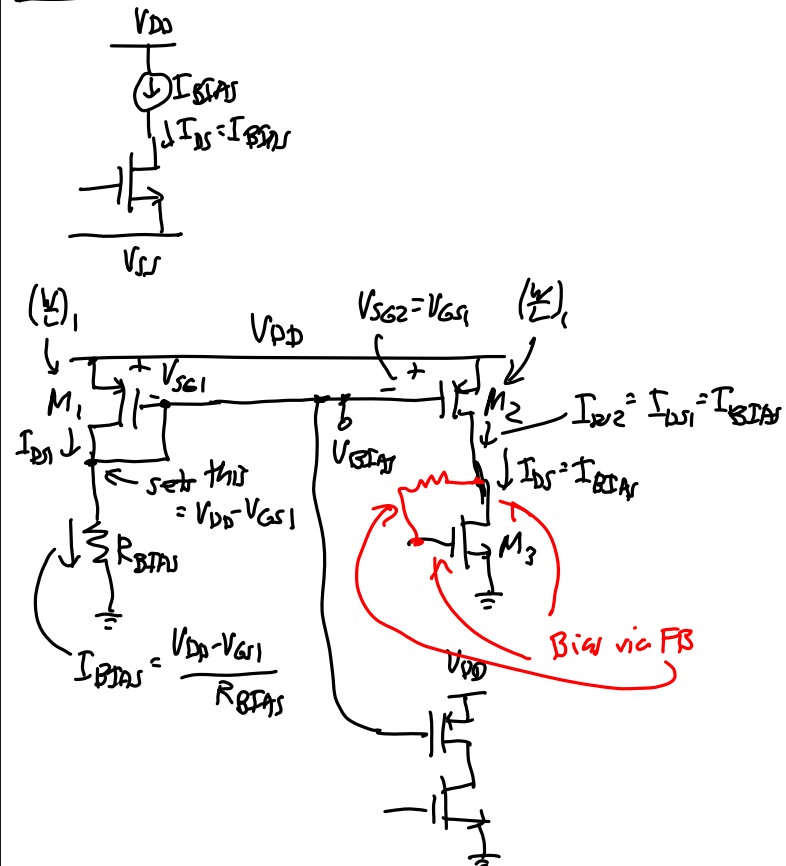 VDD
IBIAS
IDS = IBIAS
VSS
(W/L)1
VSG2 = VGS1
(W/L)1
VDD
+ VSG1 -
- +
M1
M2
IDS1
IDS2 = IDS1 = IBIAS
VBIAS
sets this
= VDD - VGS1
IDS = IBIAS
RBIAS
M3
Bias via FB
IBIAS = (VDD - VGS1) / RBIAS
VDD